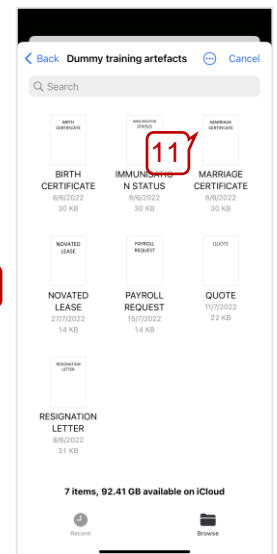 Back Dummy training artefacts Cancel
Search
BIRTH
CERTIFICATE
IMMUNISATION
STATUS
MARRIAGE
CERTIFICATE
11
BIRTH
CERTIFICATE
6/6/2022
30 KB
IMMUNISATIO
N STATUS
6/6/2022
30 KB
MARRIAGE
CERTIFICATE
6/6/2022
30 KB
NOVATED
LEASE
PAYROLL
REQUEST
QUOTE
NOVATED
LEASE
27/7/2022
14 KB
PAYROLL
REQUEST
15/7/2022
14 KB
QUOTE
11/7/2022
22 KB
RESIGNATION
LETTER
RESIGNATION
LETTER
8/6/2022
31 KB
7 items, 92.41 GB available on iCloud
Recent Browse